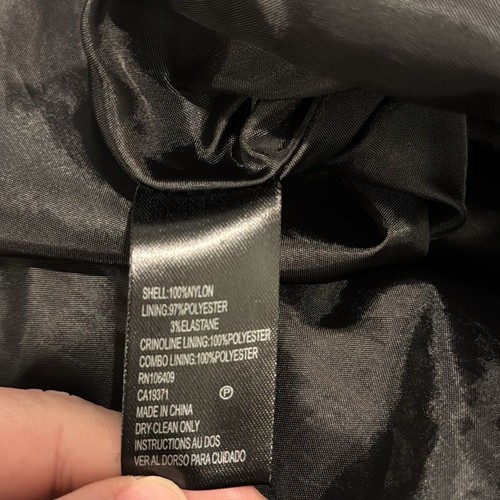 SHELL:100%NYLON
LINING:97%POLYESTER
3%ELASTANE
CRINOLINE LINING:100%POLYESTER
COMBO LINING:100%POLYESTER
RN106409
CA19371 Ⓟ
MADE IN CHINA
DRY-CLEAN ONLY
INSTRUCTIONS AU DOS
VER AL DORSO PARA CUIDADO